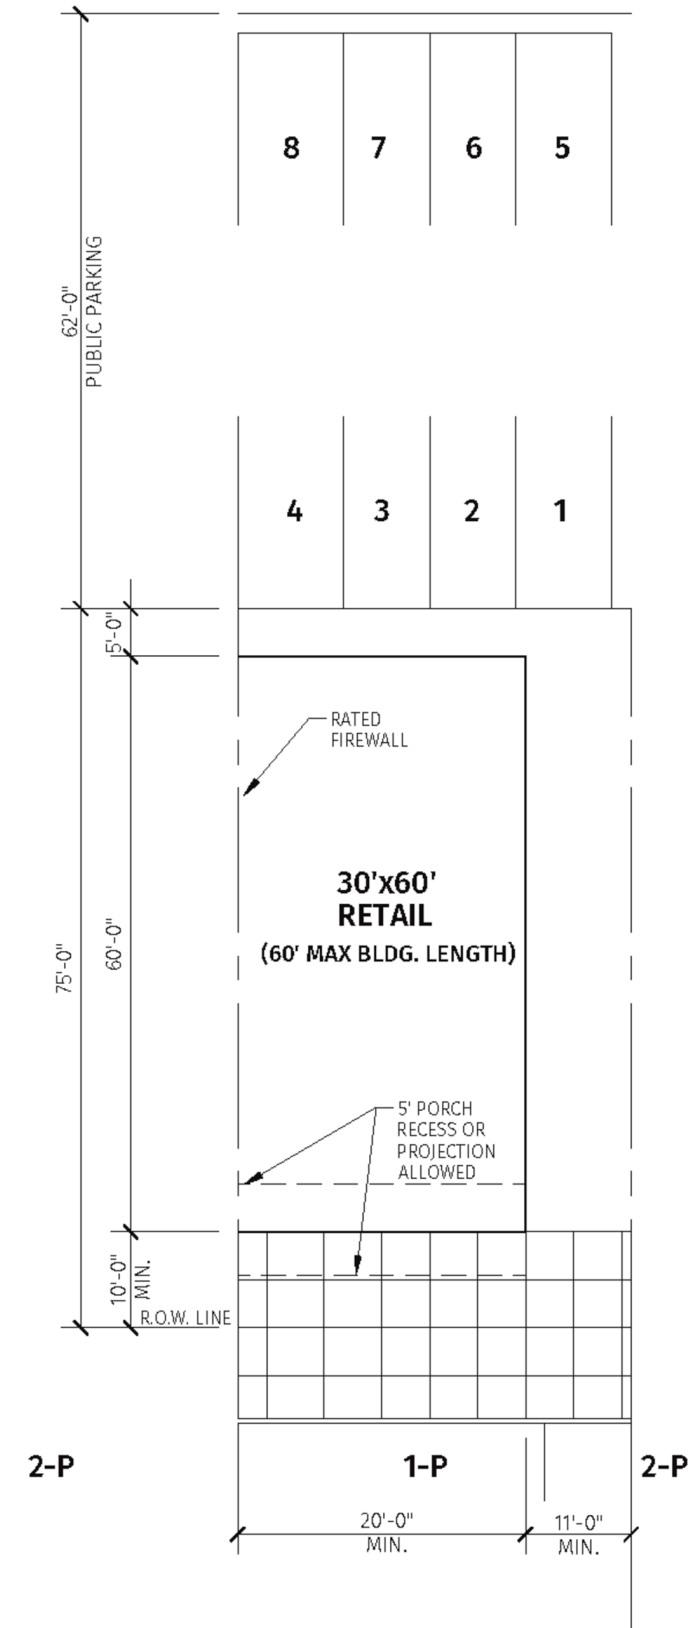 8 7 6 5
62'-0"
PUBLIC PARKING
4 3 2 1
5'-0"
RATED
FIREWALL
30'x60'
RETAIL
(60' MAX BLDG. LENGTH)
60'-0"
75'-0"
5' PORCH
RECESS OR
PROJECTION
ALLOWED
10'-0"
MIN.
R.O.W. LINE
2-P 1-P 2-P
20'-0"
MIN.
11'-0"
MIN.